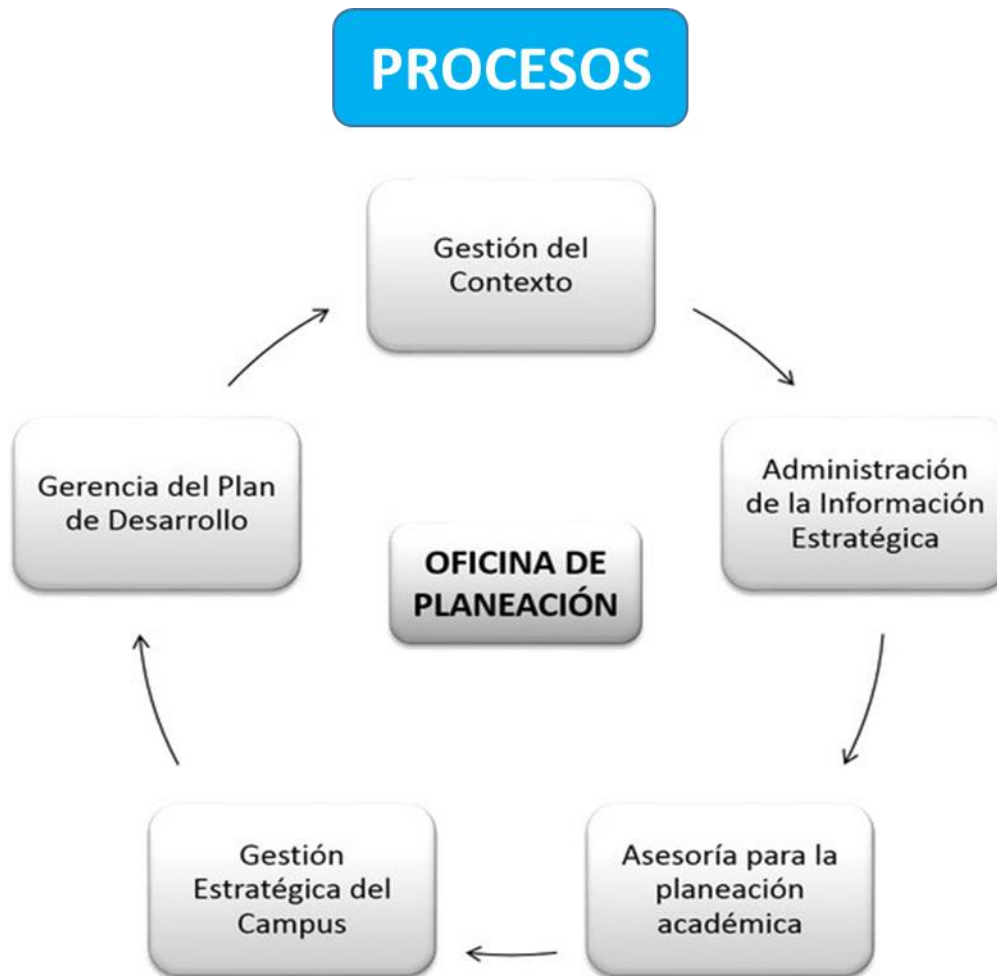 PROCESOS
Gestión del
Contexto
Administración
de la Información
Estratégica
Asesoría para la
planeación
académica
Gestión
Estratégica del
Campus
Gerencia del Plan
de Desarrollo
OFICINA DE
PLANEACIÓN